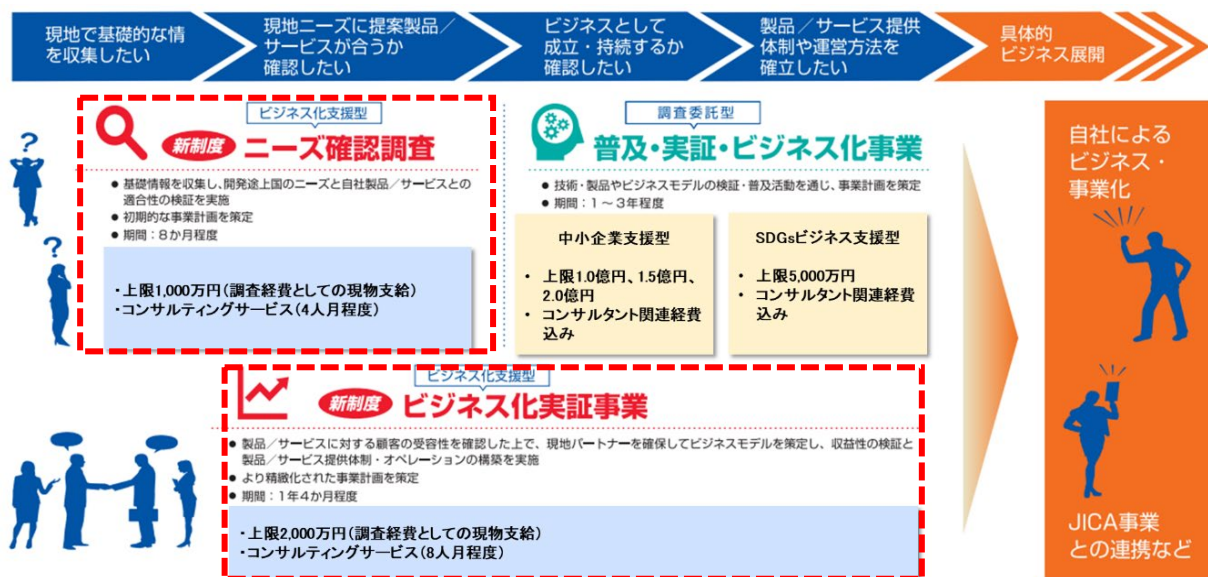 現地で基礎的な情
を収集したい
現地ニーズに提案製品／
サービスが合うか
確認したい
ビジネスとして
成立・持続するか
確認したい
製品／サービス提供
体制や運営方法を
確立したい
具体的
ビジネス展開
ビジネス化支援型
新制度 ニーズ確認調査
● 基礎情報を収集し、開発途上国のニーズと自社製品／サービスとの
適合性の検証を実施
● 初期的な事業計画を策定
● 期間：8か月程度
・上限1,000万円(調査経費としての現物支給)
・コンサルティングサービス(4人月程度)
調査委託型
普及・実証・ビジネス化事業
● 技術・製品やビジネスモデルの検証・普及活動を通じ、事業計画を策定
● 期間：1～3年程度
中小企業支援型
・ 上限1.0億円、1.5億円、
2.0億円
・ コンサルタント関連経費
込み
SDGsビジネス支援型
・ 上限5,000万円
・ コンサルタント関連経費
込み
ビジネス化支援型
新制度 ビジネス化実証事業
● 製品／サービスに対する顧客の受容性を確認した上で、現地パートナーを確保してビジネスモデルを策定し、収益性の検証と
製品／サービス提供体制・オペレーションの構築を実施
● より精緻化された事業計画を策定
● 期間：1年4か月程度
・上限2,000万円(調査経費としての現物支給)
・コンサルティングサービス(8人月程度)
自社による
ビジネス・
事業化
JICA事業
との連携など
?
?